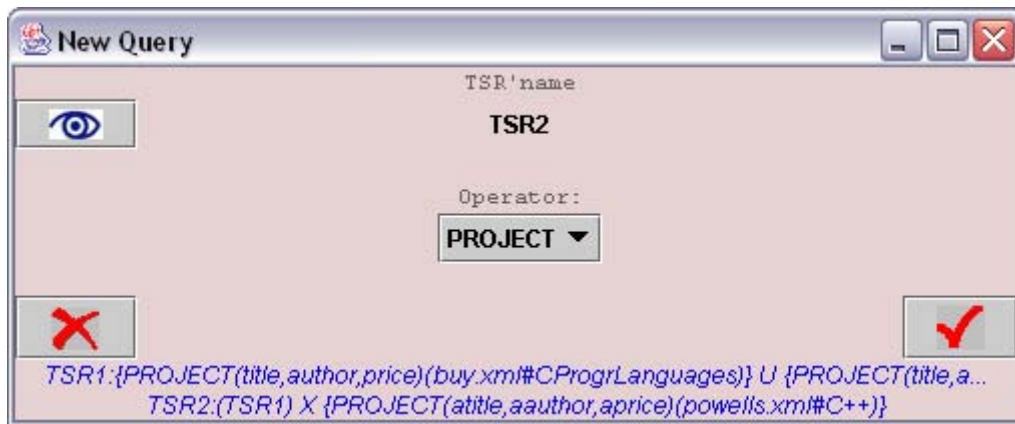 New Query
TSR'name
TSR2
Operator:
PROJECT
TSR1:{PROJECT(title,author,price)(buy.xml#CProgrLanguages)} U {PROJECT(title,a...
TSR2:(TSR1) X {PROJECT(atitle,aauthor,aprice)(powells.xml#C++)}